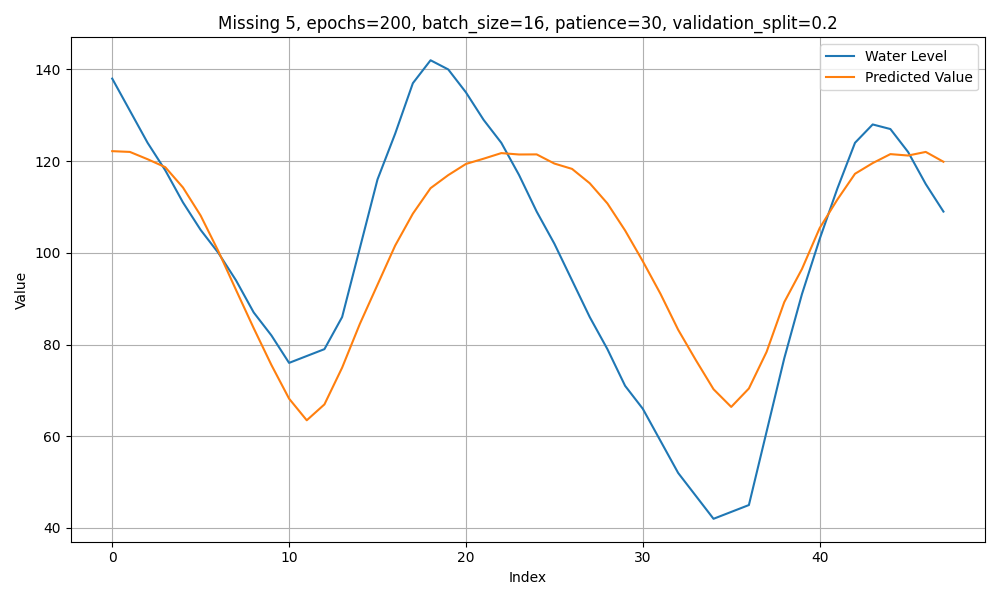 Missing 5, epochs=200, batch_size=16, patience=30, validation_split=0.2
Water Level
Predicted Value
Value
140
120
100
80
60
40
0 10 20 30 40
Index